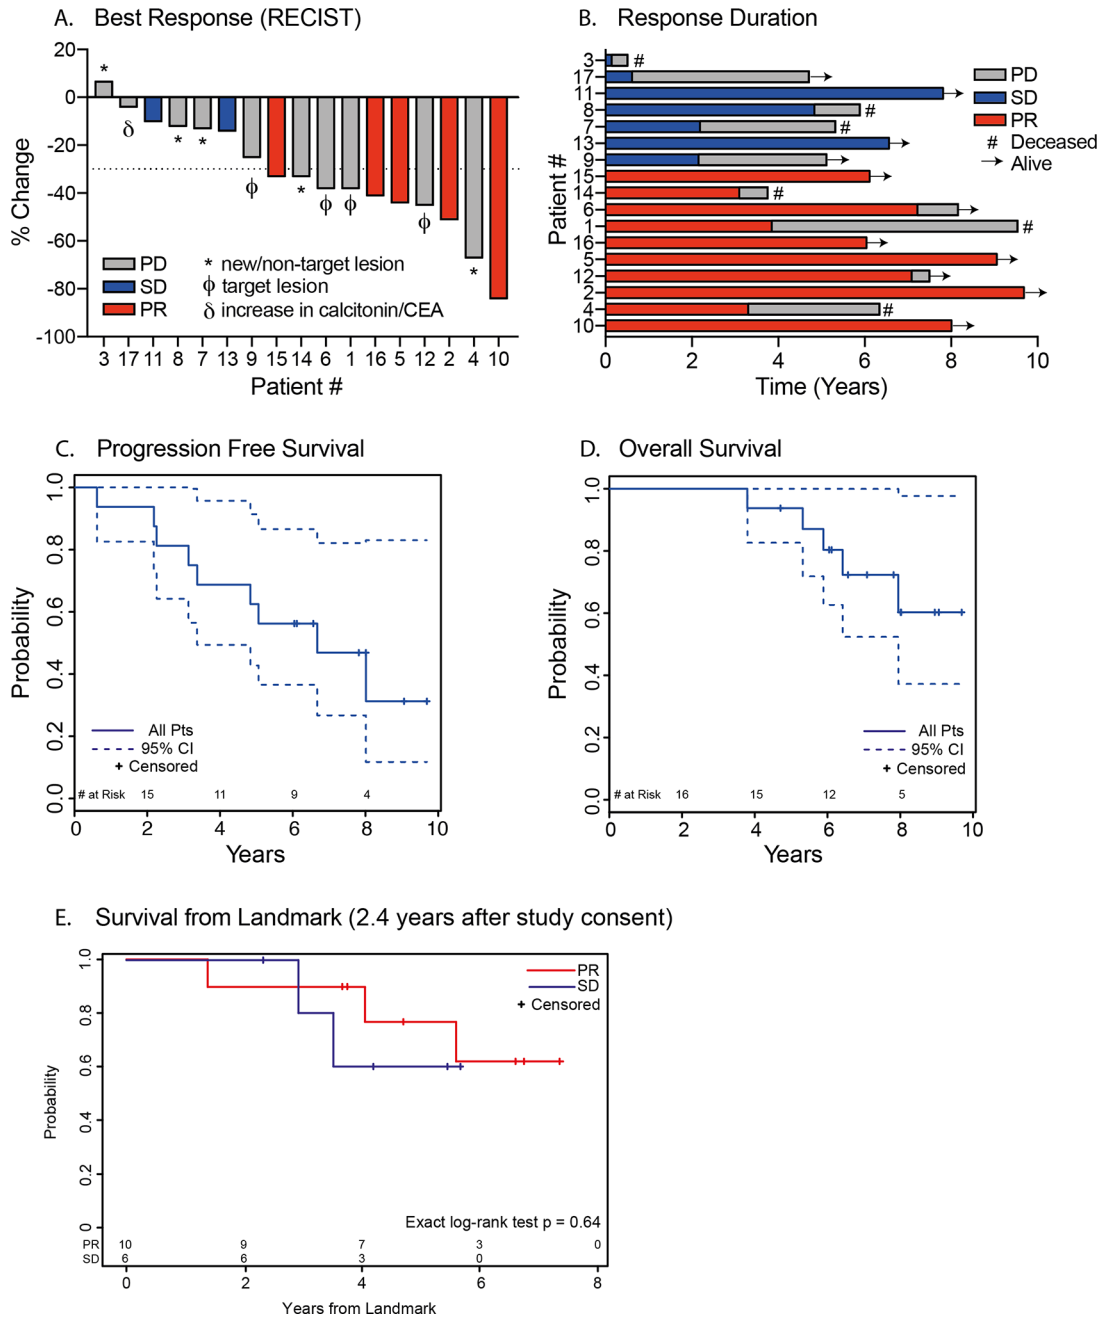 A. Best Response (RECIST)
20
0
-20
-40
-60
-80
-100
% Change
*
δ
*
*
ϕ
*
ϕ
ϕ
ϕ
*
PD
SD
PR
* new/non-target lesion
ϕ target lesion
δ increase in calcitonin/CEA
3 17 11 8 7 13 9 15 14 6 1 16 5 12 2 4 10
Patient #
B. Response Duration
Patient #
3 #
17
11
8 #
7 #
13
9
15
14 #
6
1 #
16
5
12
2
4 #
10
PD
SD
PR
# Deceased
Alive
0 2 4 6 8 10
Time (Years)
C. Progression Free Survival
Probability
1.0
0.8
0.6
0.4
0.2
0.0
All Pts
95% CI
+ Censored
# at Risk 15 11 9 4
0 2 4 6 8 10
Years
D. Overall Survival
Probability
1.0
0.8
0.6
0.4
0.2
0.0
All Pts
95% CI
+ Censored
# at Risk 16 15 12 5
0 2 4 6 8 10
Years
E. Survival from Landmark (2.4 years after study consent)
Probability
1.0
0.8
0.6
0.4
0.2
0
PR
SD
+ Censored
Exact log-rank test p = 0.64
PR 10 9 7 3 0
SD 6 6 3 0
0 2 4 6 8
Years from Landmark